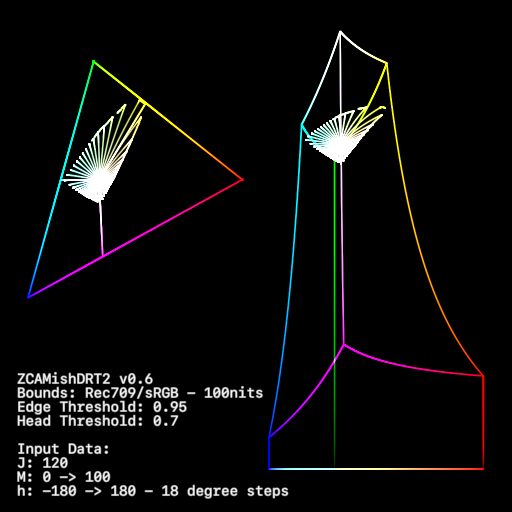 ZCAMishDRT2 v0.6
Bounds: Rec709/sRGB – 100nits
Edge Threshold: 0.95
Head Threshold: 0.7
Input Data:
J: 120
M: 0 -> 100
h: -180 -> 180 – 18 degree steps